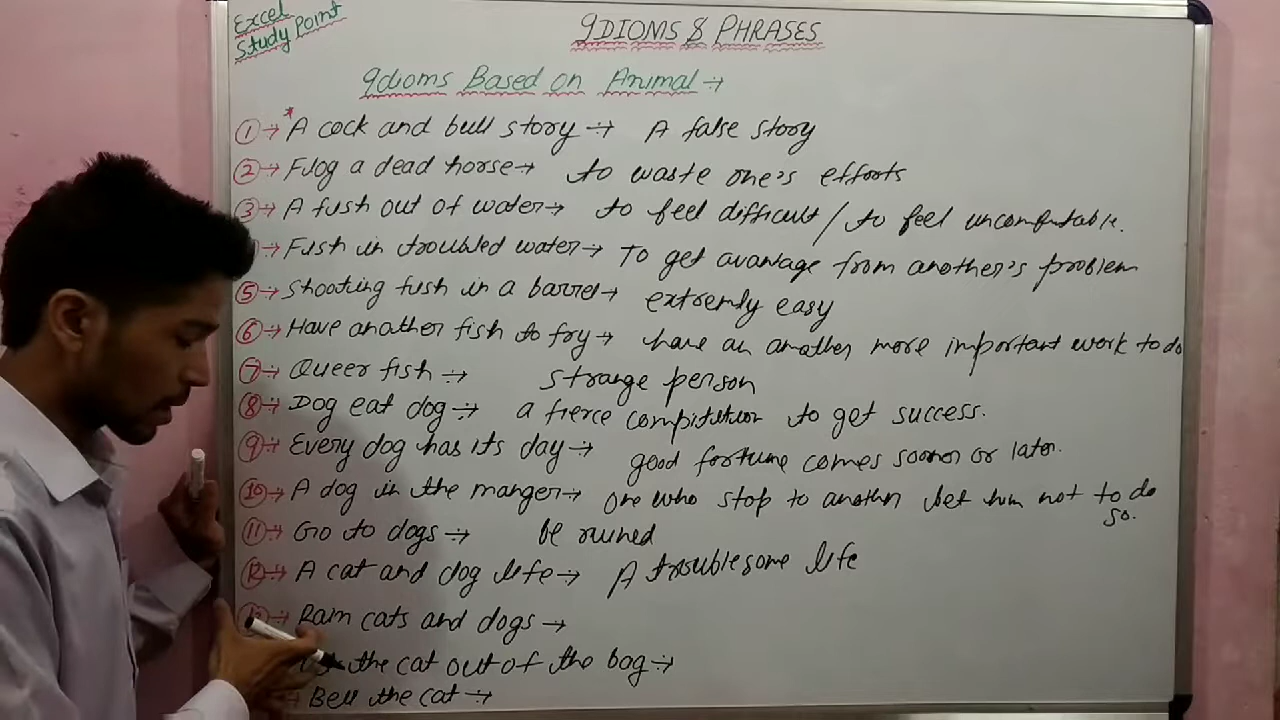 Excel
Study Point
IDIOMS & PHRASES
Idioms Based on Animal →
① → * A cock and bull story → A false story
② → Flog a dead horse → to waste one's efforts
③ → A fish out of water → to feel difficult / to feel uncomfutable.
→ Fish in troubled water → To get avantage from another's problem
⑤ → Shooting fish in a barrel → extremly easy
⑥ → Have another fish to fry → have an another more important work to do
⑦ → Queer fish → strange person
⑧ → Dog eat dog → a fierce compitition to get success.
⑨ → Every dog has its day → good fortune comes sooner or later.
⑩ → A dog in the manger → one who stop to another bet him not to do
so.
⑪ → Go to dogs → be ruined
⑫ → A cat and dog life → A troublesome life
⑬ → Rain cats and dogs →
the cat out of the bag →
Bell the cat →